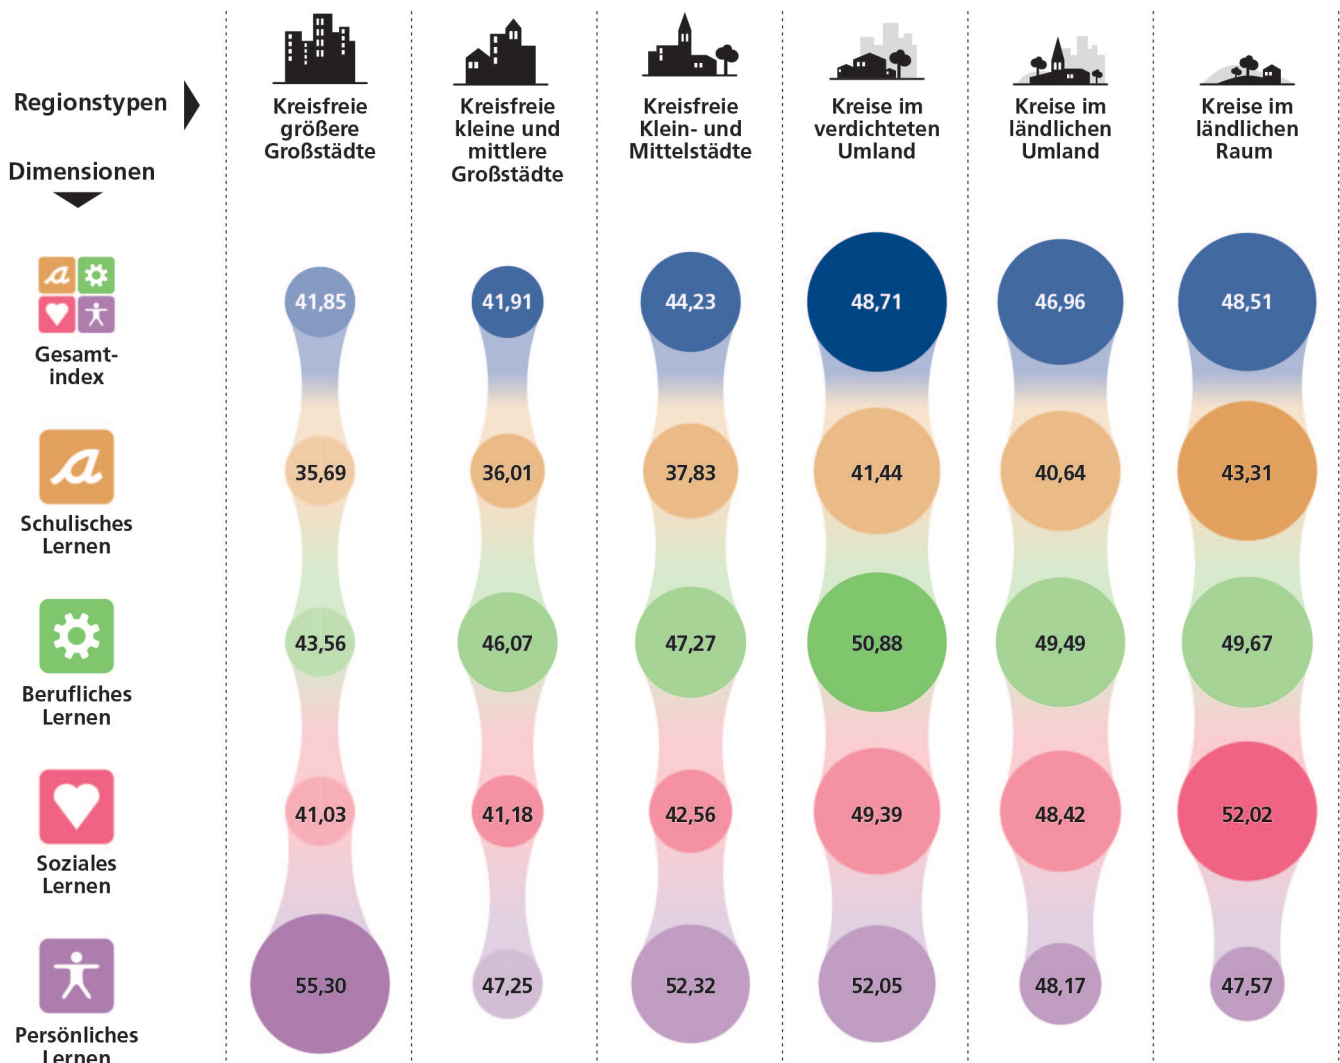 Regionstypen
Dimensionen
Kreisfreie
größere
Großstädte
Kreisfreie
kleine und
mittlere
Großstädte
Kreisfreie
Klein- und
Mittelstädte
Kreise im
verdichteten
Umland
Kreise im
ländlichen
Umland
Kreise im
ländlichen
Raum
a
Gesamt-
index
41,85 41,91 44,23 48,71 46,96 48,51
a
Schulisches
Lernen
35,69 36,01 37,83 41,44 40,64 43,31
Berufliches
Lernen
43,56 46,07 47,27 50,88 49,49 49,67
Soziales
Lernen
41,03 41,18 42,56 49,39 48,42 52,02
Persönliches
Lernen
55,30 47,25 52,32 52,05 48,17 47,57